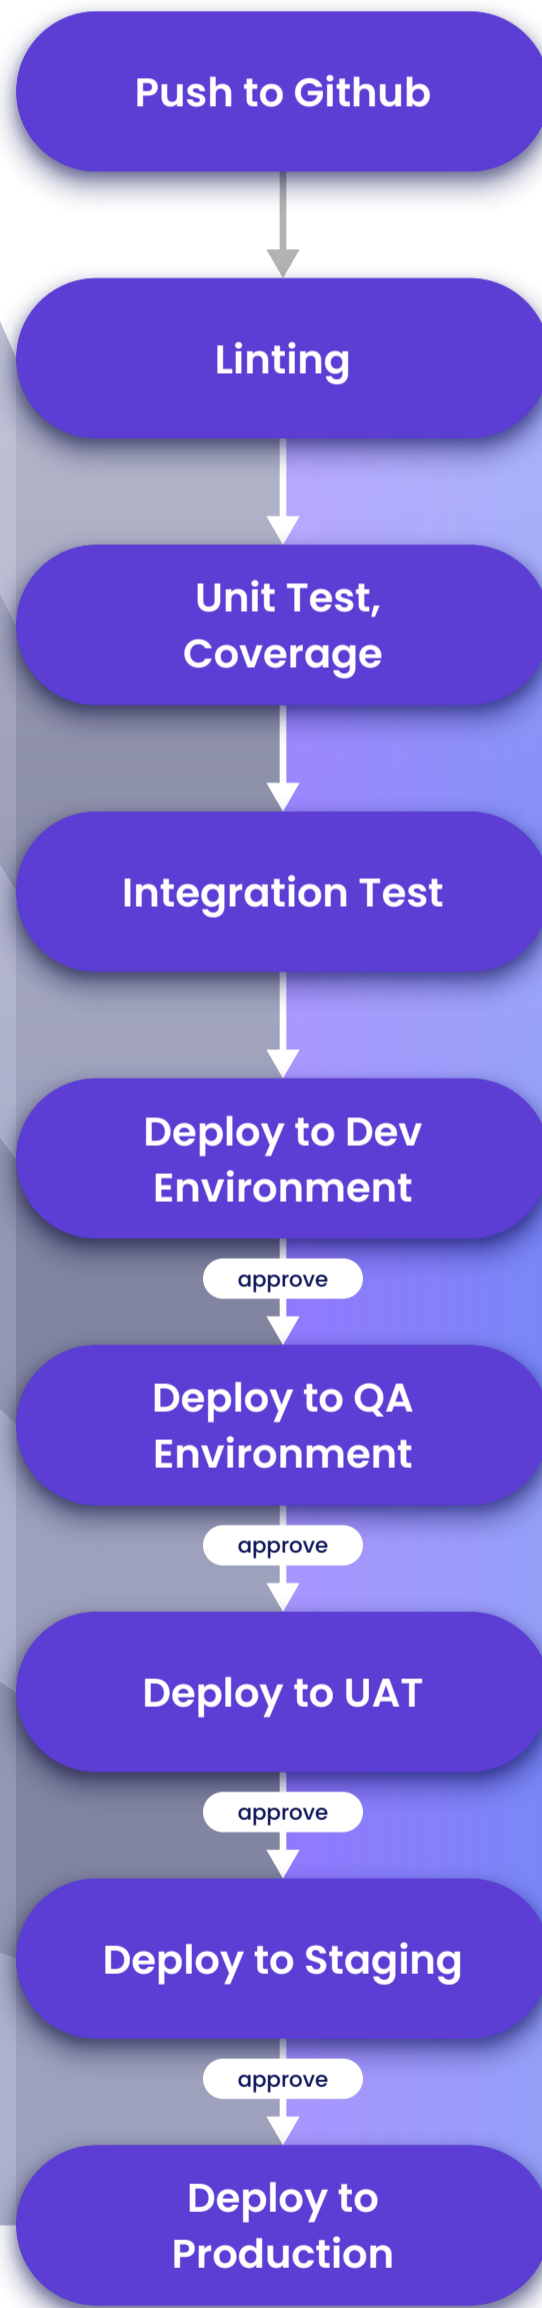 Push to Github
Linting
Unit Test,
Coverage
Integration Test
Deploy to Dev
Environment
approve
Deploy to QA
Environment
approve
Deploy to UAT
approve
Deploy to Staging
approve
Deploy to
Production